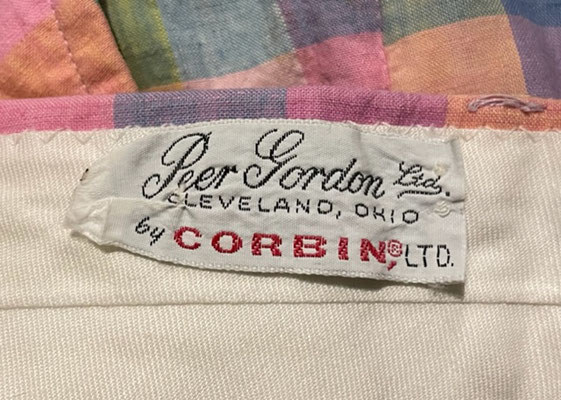 Peer Gordon Ltd.
CLEVELAND, OHIO
by CORBIN,® LTD.